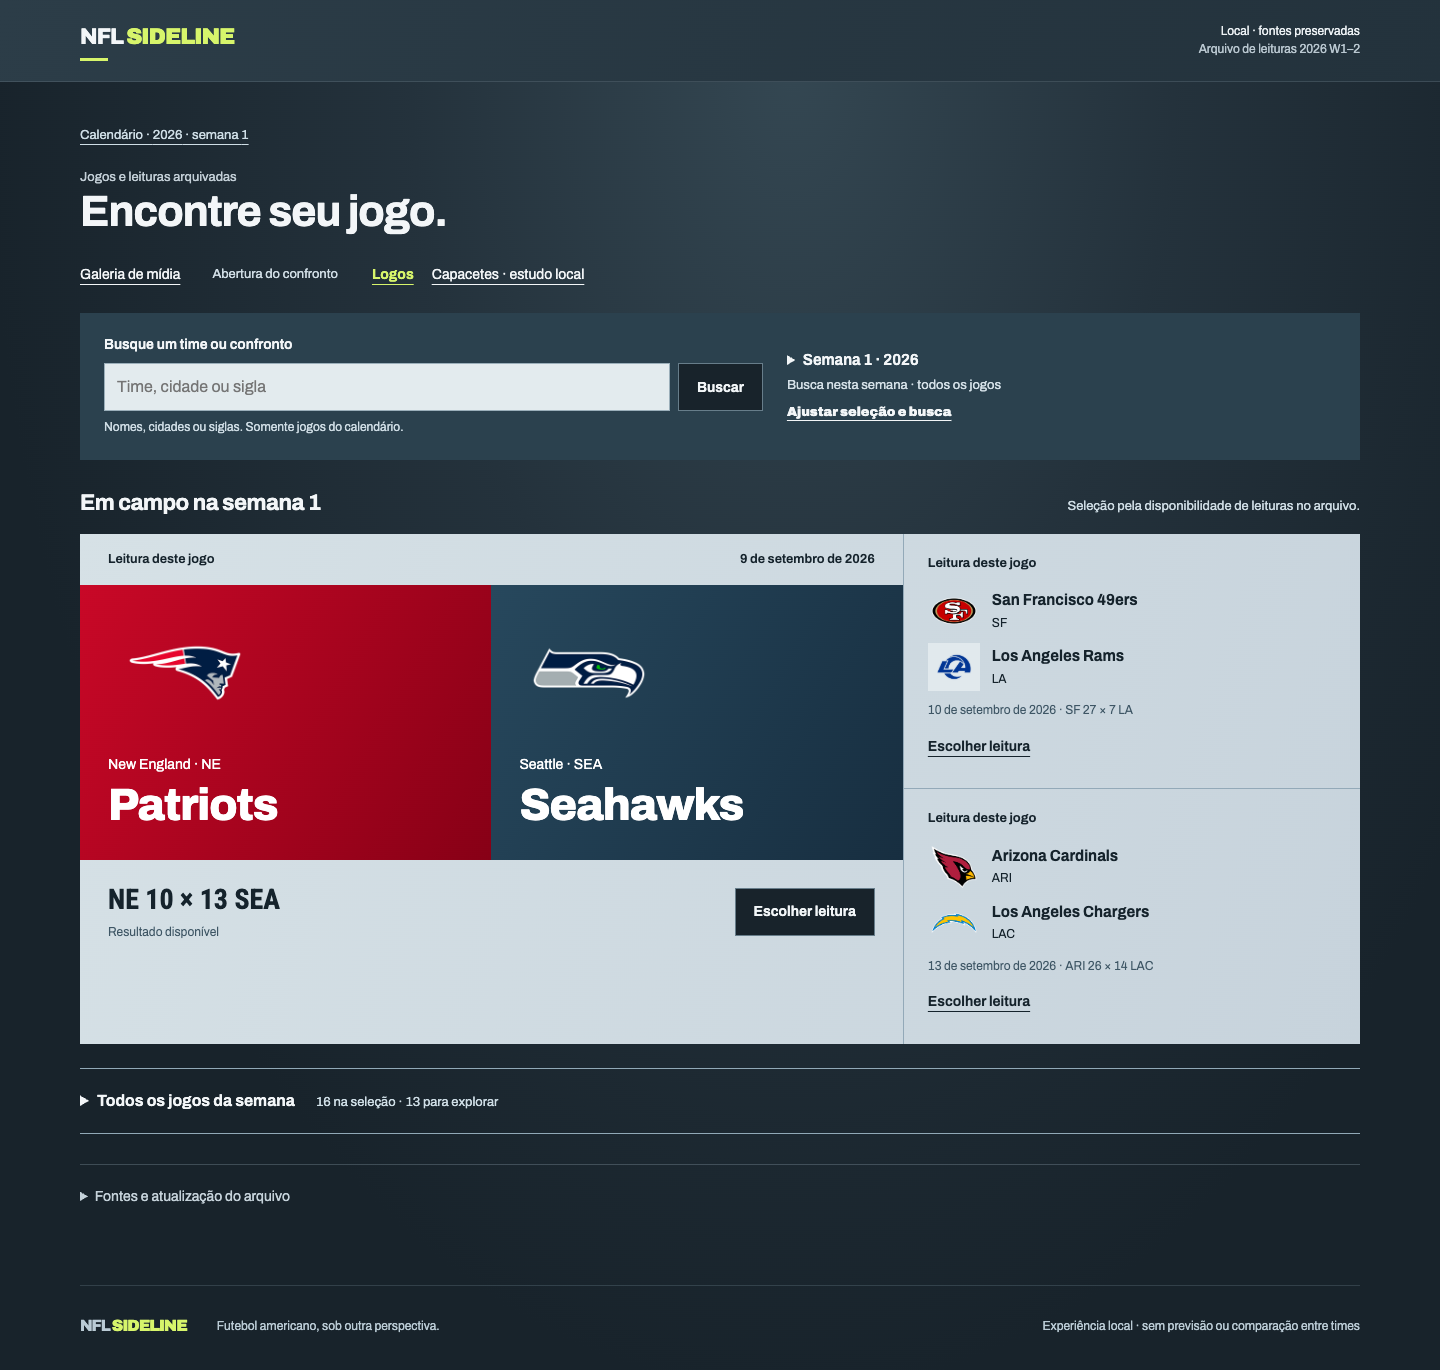 NFL SIDELINE
Local · fontes preservadas
Arquivo de leituras 2026 W1–2
Calendário · 2026 · semana 1
Jogos e leituras arquivadas
Encontre seu jogo.
Galeria de mídia
Abertura do confronto
Logos
Capacetes · estudo local
Busque um time ou confronto
Time, cidade ou sigla
Buscar
Nomes, cidades ou siglas. Somente jogos do calendário.
Semana 1 · 2026
Busca nesta semana · todos os jogos
Ajustar seleção e busca
Em campo na semana 1
Seleção pela disponibilidade de leituras no arquivo.
Leitura deste jogo
9 de setembro de 2026
New England · NE
Patriots
Seattle · SEA
Seahawks
NE 10 × 13 SEA
Resultado disponível
Escolher leitura
Leitura deste jogo
SF
San Francisco 49ers
SF
Los Angeles Rams
LA
10 de setembro de 2026 · SF 27 × 7 LA
Escolher leitura
Leitura deste jogo
Arizona Cardinals
ARI
Los Angeles Chargers
LAC
13 de setembro de 2026 · ARI 26 × 14 LAC
Escolher leitura
Todos os jogos da semana
16 na seleção · 13 para explorar
Fontes e atualização do arquivo
NFL SIDELINE
Futebol americano, sob outra perspectiva.
Experiência local · sem previsão ou comparação entre times